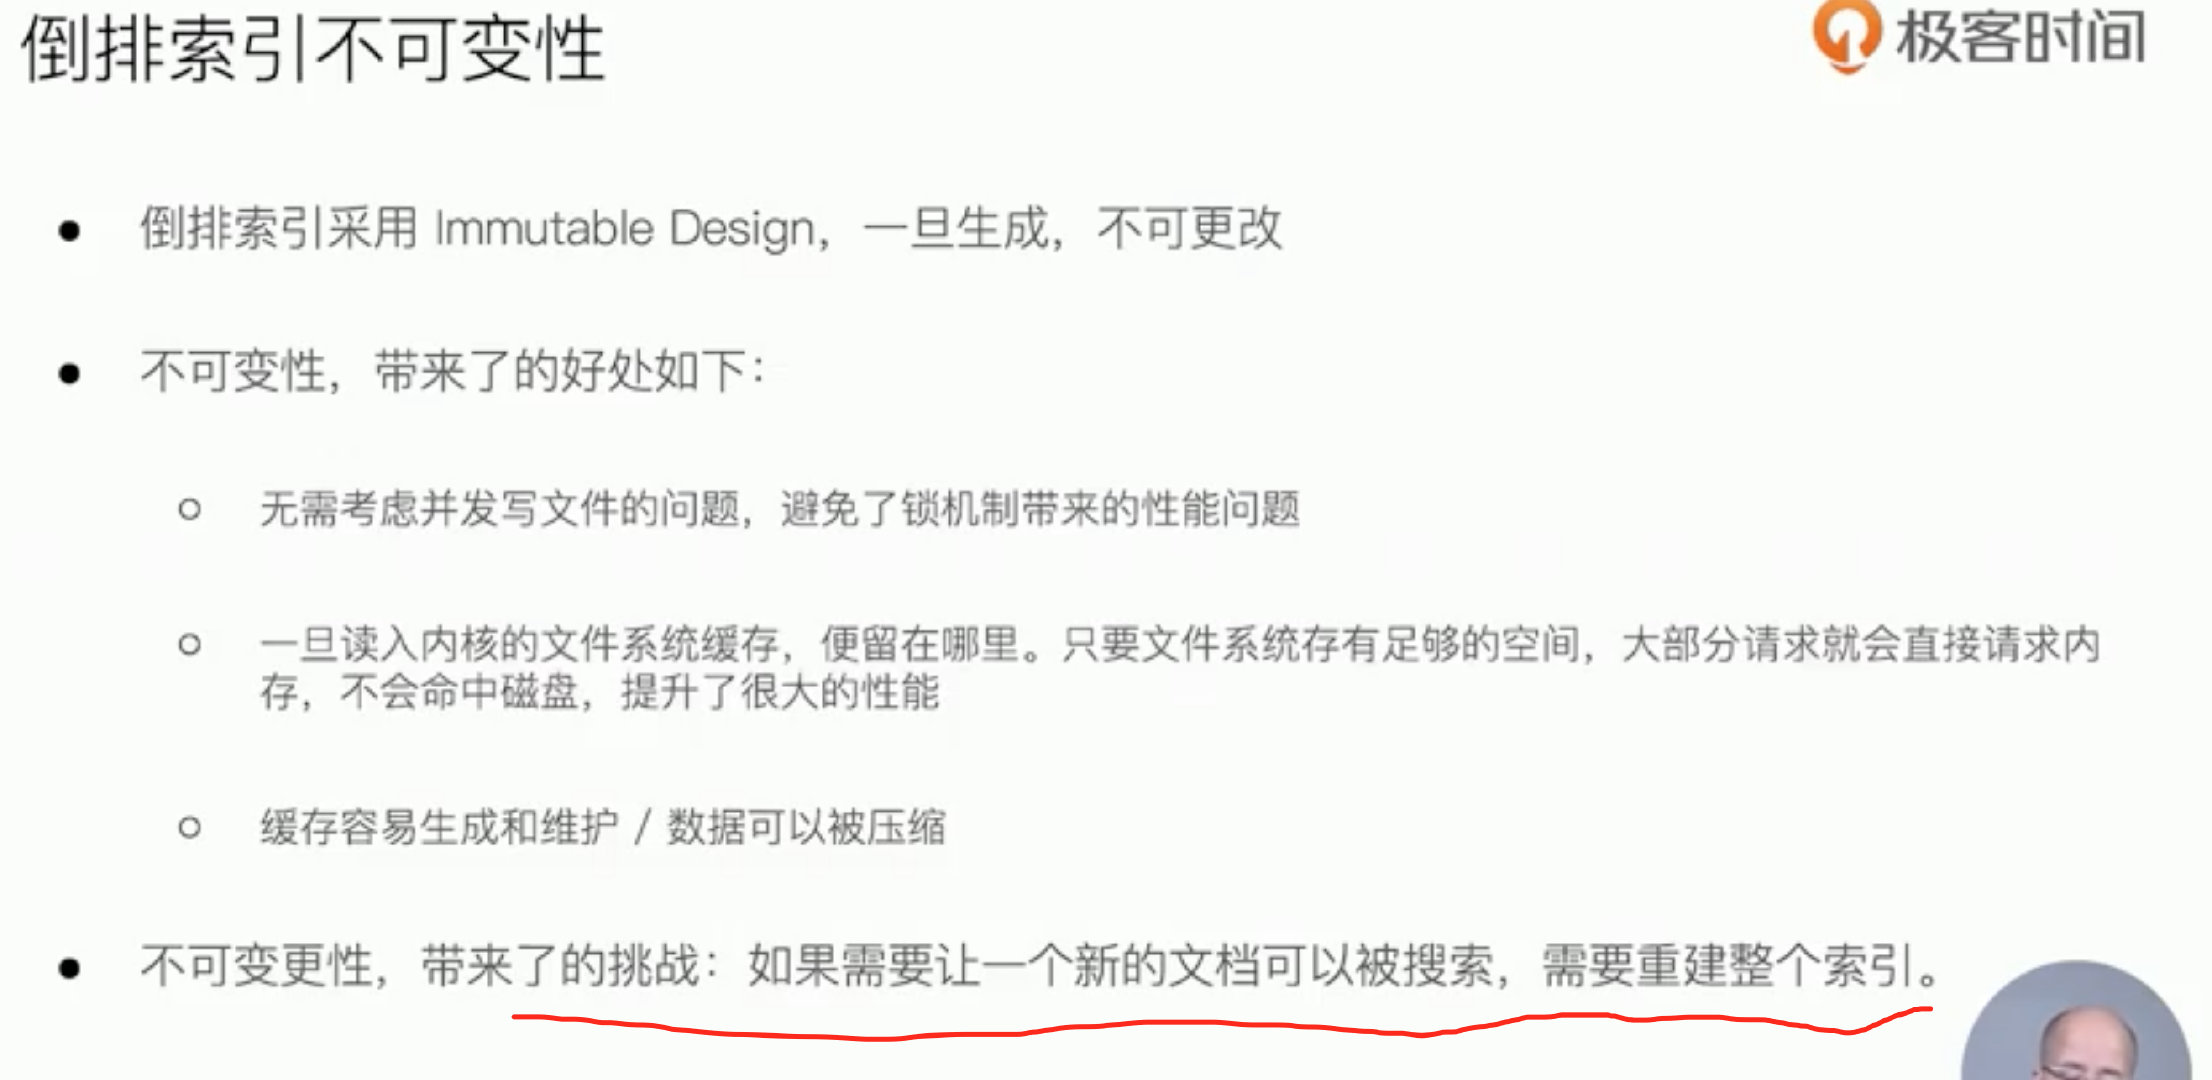 倒排索引不可变性
极客时间
倒排索引采用 Immutable Design，一旦生成，不可更改
不可变性，带来了的好处如下：
无需考虑并发写文件的问题，避免了锁机制带来的性能问题
一旦读入内核的文件系统缓存，便留在哪里。只要文件系统存有足够的空间，大部分请求就会直接请求内
存，不会命中磁盘，提升了很大的性能
缓存容易生成和维护 / 数据可以被压缩
不可变更性，带来了的挑战：如果需要让一个新的文档可以被搜索，需要重建整个索引。